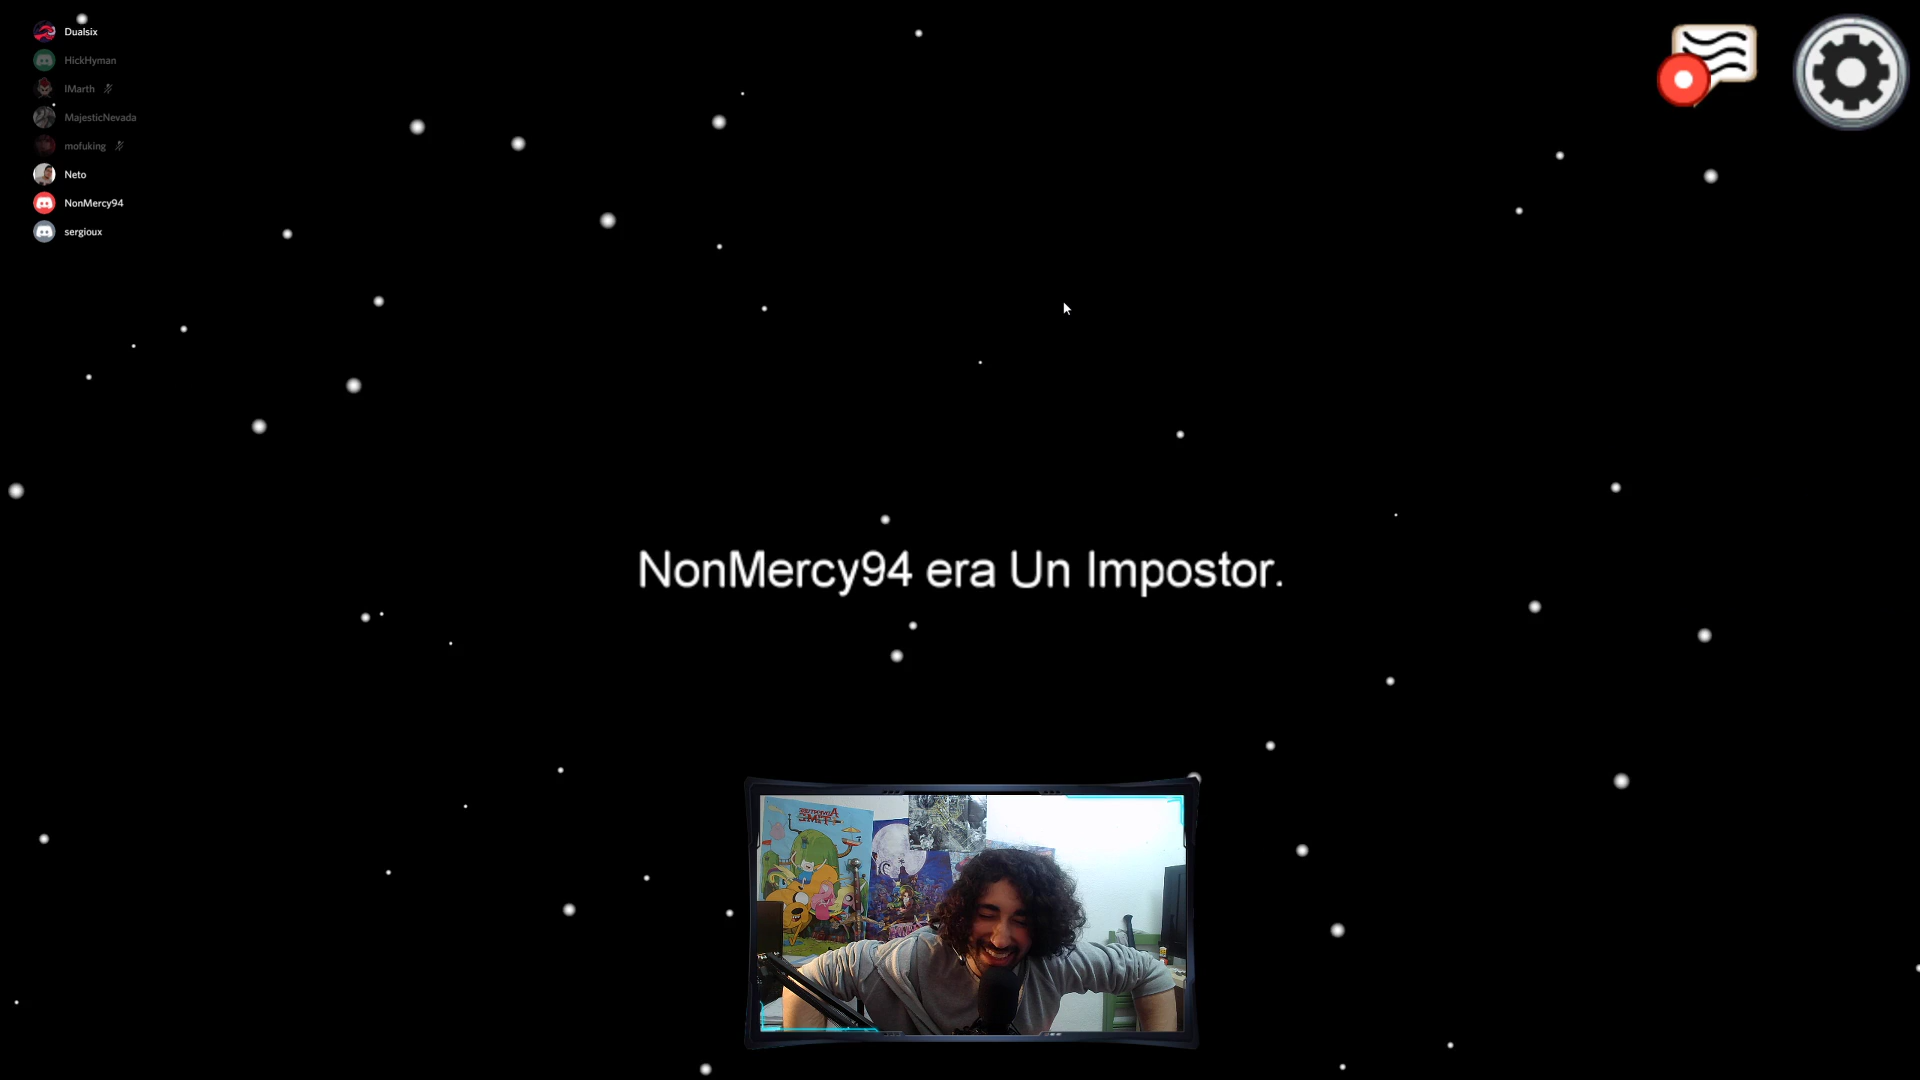 Dualsix
HickHyman
IMarth
MajesticNevada
mofuking
Neto
NonMercy94
sergioux
NonMercy94 era Un Impostor.